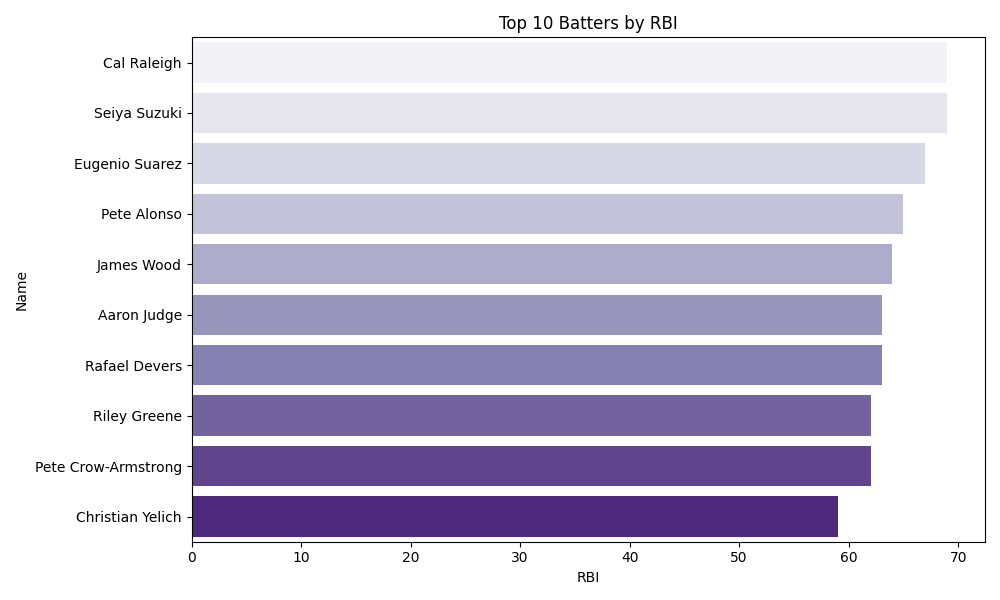 Top 10 Batters by RBI
Name
Cal Raleigh
Seiya Suzuki
Eugenio Suarez
Pete Alonso
James Wood
Aaron Judge
Rafael Devers
Riley Greene
Pete Crow-Armstrong
Christian Yelich
0 10 20 30 40 50 60 70
RBI